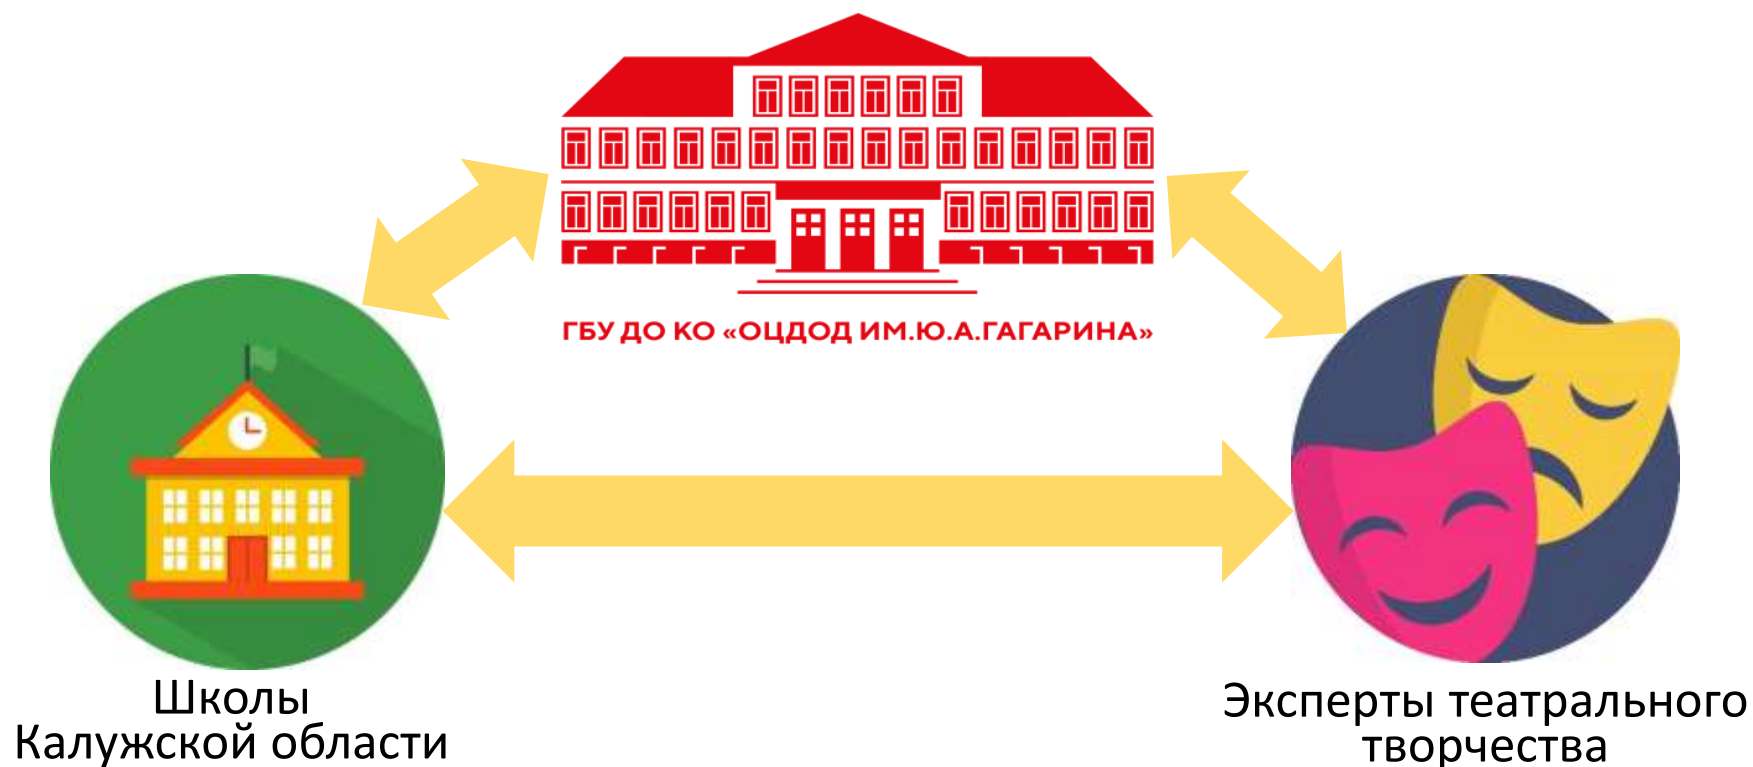 ГБУ ДО КО «ОЦДОД ИМ.Ю.А.ГАГАРИНА»
Школы
Калужской области
Эксперты театрального
творчества